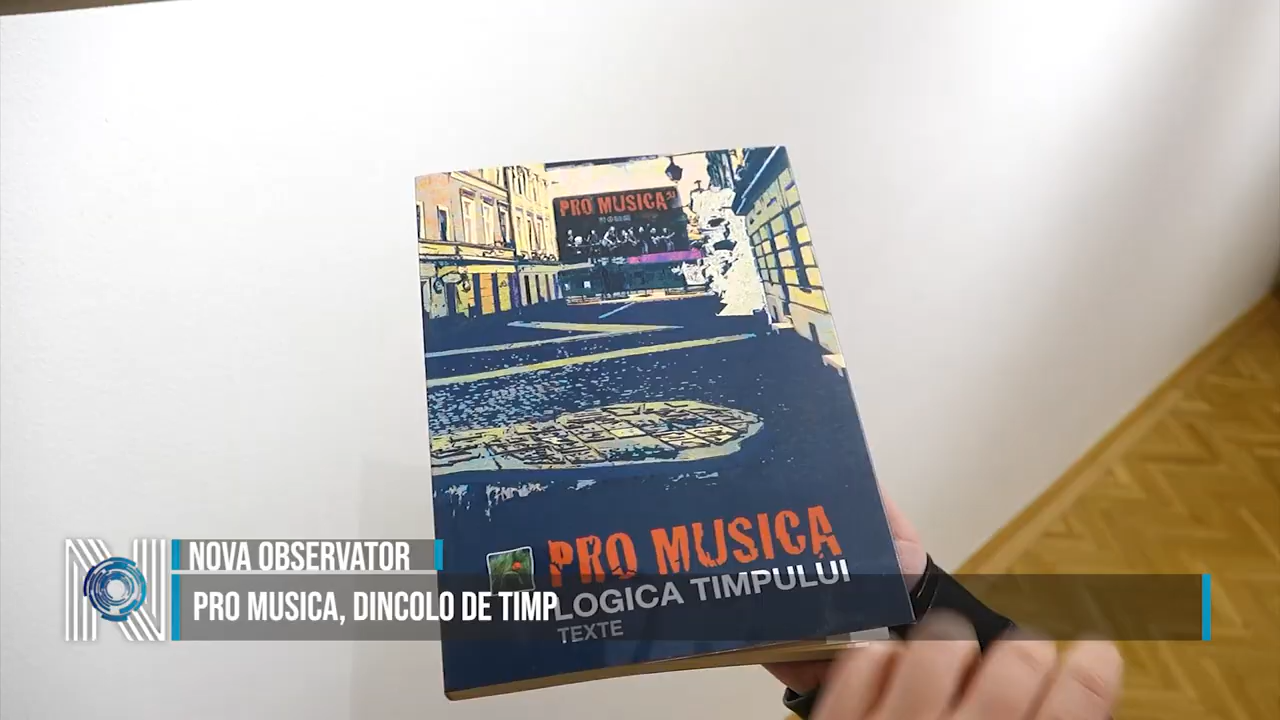 PRO MUSICA
PRO MUSICA
LOGICA TIMPULUI
TEXTE
NOVA OBSERVATOR
PRO MUSICA, DINCOLO DE TIMP